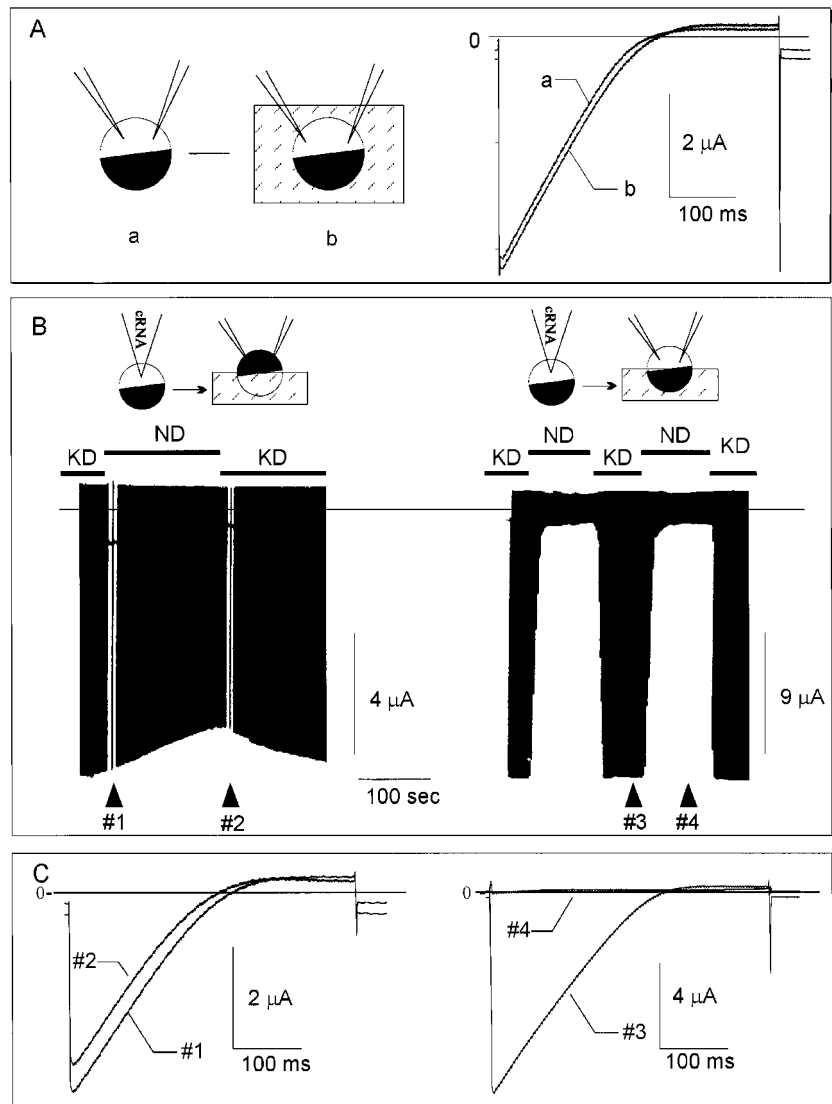 A
0
a
b
2 μA
100 ms
a
b
B
cRNA
cRNA
ND
KD
KD
ND
ND
KD
KD
KD
4 μA
9 μA
100 sec
#1
#2
#3
#4
C
0-
#2
#1
2 μA
100 ms
0
#4
#3
4 μA
100 ms